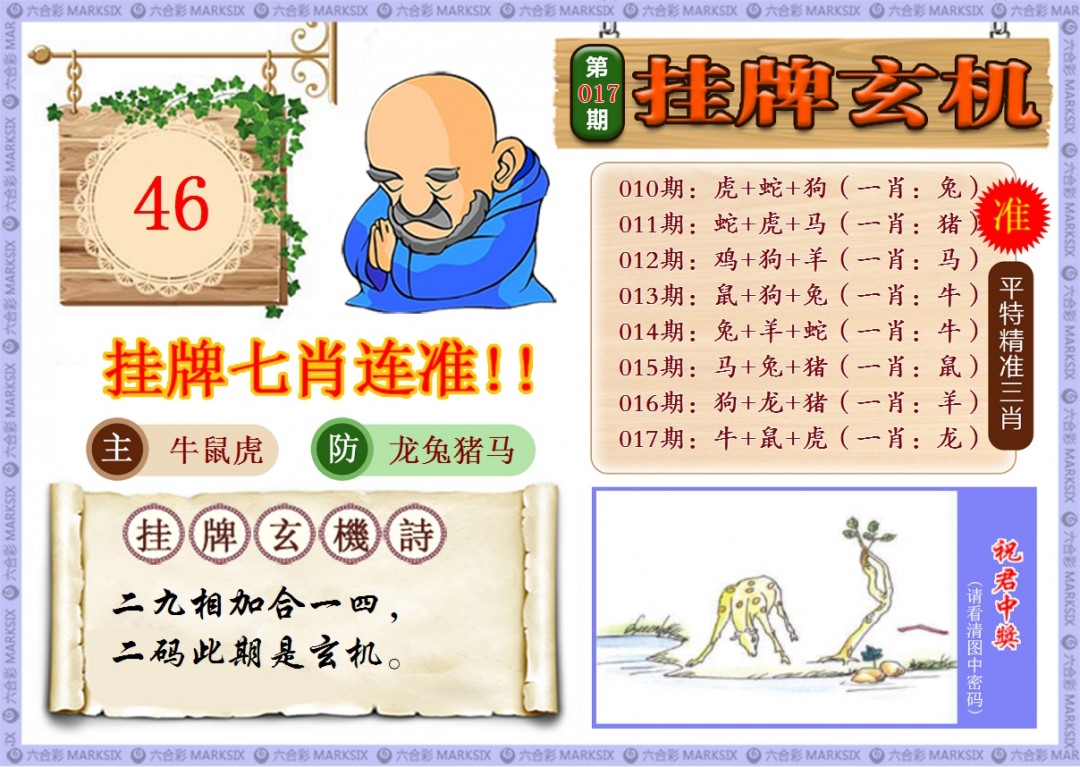 六合彩 MARKSIX
第
017
期
挂牌玄机
46
挂牌七肖连准!!
主 牛鼠虎
防 龙兔猪马
010期：虎+蛇+狗（一肖：兔）
011期：蛇+虎+马（一肖：猪）
012期：鸡+狗+羊（一肖：马）
013期：鼠+狗+兔（一肖：牛）
014期：兔+羊+蛇（一肖：牛）
015期：马+兔+猪（一肖：鼠）
016期：狗+龙+猪（一肖：羊）
017期：牛+鼠+虎（一肖：龙）
准
平特精准三肖
挂牌玄機詩
二九相加合一四，
二码此期是玄机。
祝君中獎
（请看清图中密码）